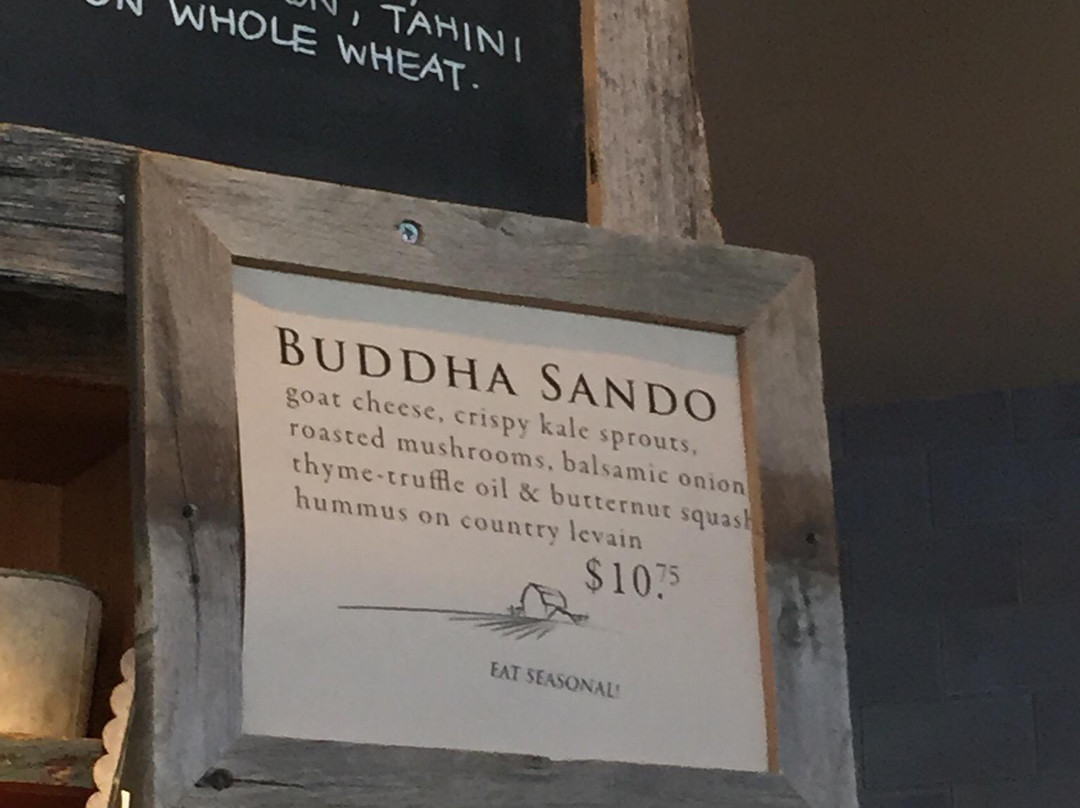 , TAHINI
ON WHOLE WHEAT.
BUDDHA SANDO
goat cheese, crispy kale sprouts,
roasted mushrooms, balsamic onion
thyme-truffle oil & butternut squash
hummus on country levain
$10.75
EAT SEASONAL!